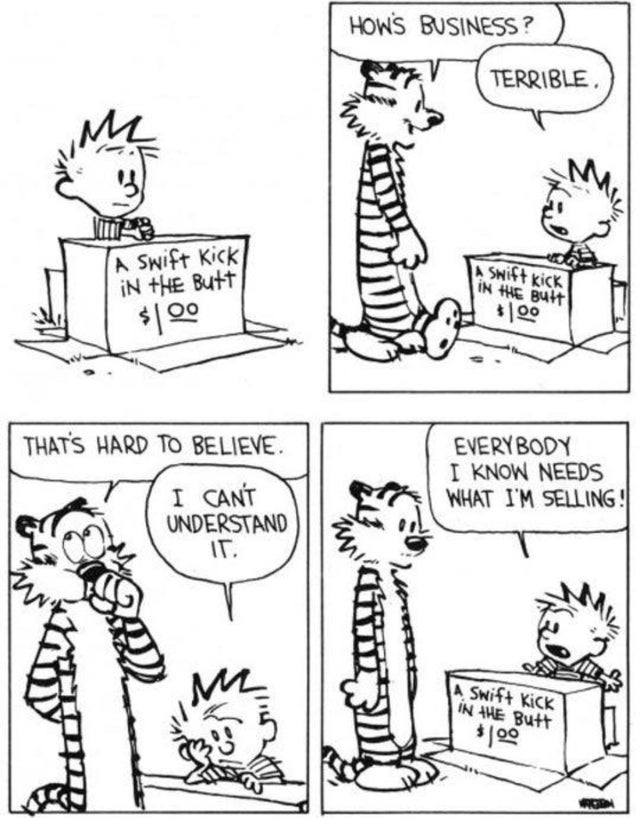 A SWift KicK
iN tHE Butt
$1 00
HOW'S BUSINESS?
TERRIBLE.
A SWift KicK
iN tHE Butt
$1 00
THAT'S HARD TO BELIEVE.
I CAN'T
UNDERSTAND
IT.
EVERYBODY
I KNOW NEEDS
WHAT I'M SELLING!
A SWift KicK
iN tHE Butt
$1 00